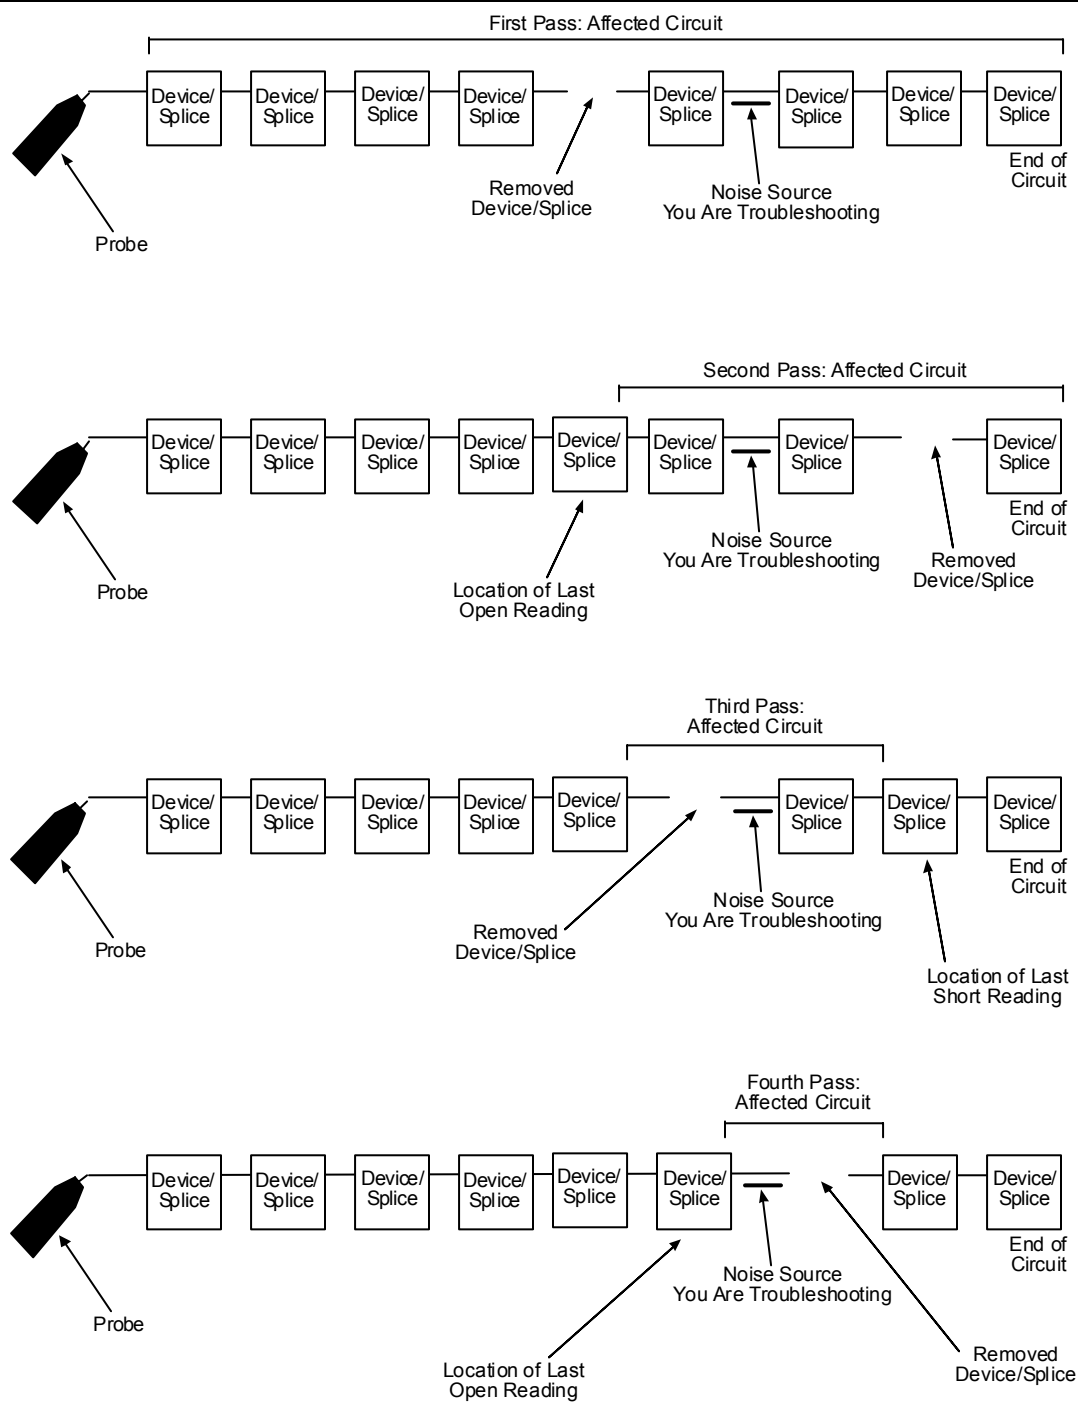 First Pass: Affected Circuit
Device/
Splice
Device/
Splice
Device/
Splice
Device/
Splice
Device/
Splice
Device/
Splice
Device/
Splice
Device/
Splice
End of
Circuit
Removed
Device/Splice
Noise Source
You Are Troubleshooting
Probe
Second Pass: Affected Circuit
Device/
Splice
Device/
Splice
Device/
Splice
Device/
Splice
Device/
Splice
Device/
Splice
Device/
Splice
Device/
Splice
End of
Circuit
Noise Source
You Are Troubleshooting
Removed
Device/Splice
Probe
Location of Last
Open Reading
Third Pass:
Affected Circuit
Device/
Splice
Device/
Splice
Device/
Splice
Device/
Splice
Device/
Splice
Device/
Splice
Device/
Splice
Device/
Splice
End of
Circuit
Noise Source
You Are Troubleshooting
Removed
Device/Splice
Probe
Location of Last
Short Reading
Fourth Pass:
Affected Circuit
Device/
Splice
Device/
Splice
Device/
Splice
Device/
Splice
Device/
Splice
Device/
Splice
Device/
Splice
Device/
Splice
End of
Circuit
Noise Source
You Are Troubleshooting
Probe
Removed
Device/Splice
Location of Last
Open Reading